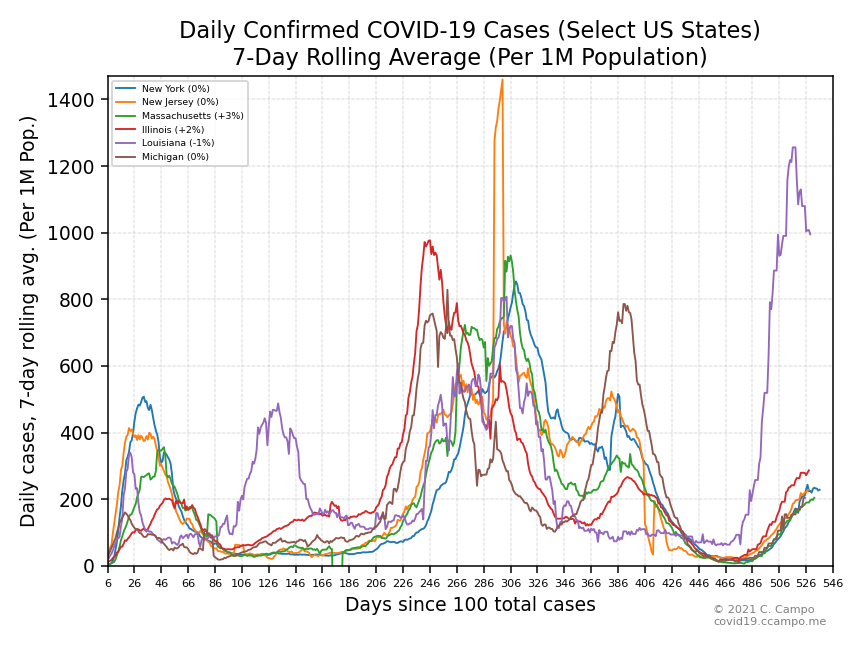 Daily Confirmed COVID-19 Cases (Select US States)
7-Day Rolling Average (Per 1M Population)
Daily cases, 7-day rolling avg. (Per 1M Pop.)
1400
1200
1000
800
600
400
200
0
New York (0%)
New Jersey (0%)
Massachusetts (+3%)
Illinois (+2%)
Louisiana (-1%)
Michigan (0%)
6 26 46 66 86 106 126 146 166 186 206 226 246 266 286 306 326 346 366 386 406 426 446 466 486 506 526 546
Days since 100 total cases
© 2021 C. Campo
covid19.ccampo.me